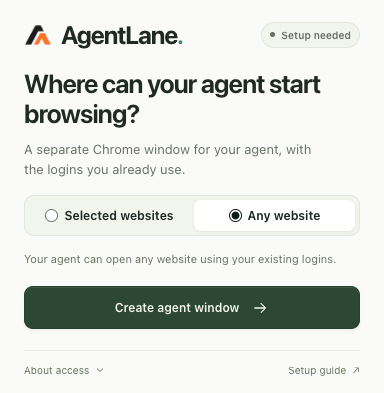 AgentLane.
Setup needed
Where can your agent start
browsing?
A separate Chrome window for your agent, with
the logins you already use.
Selected websites
Any website
Your agent can open any website using your existing logins.
Create agent window →
About access
Setup guide ↗